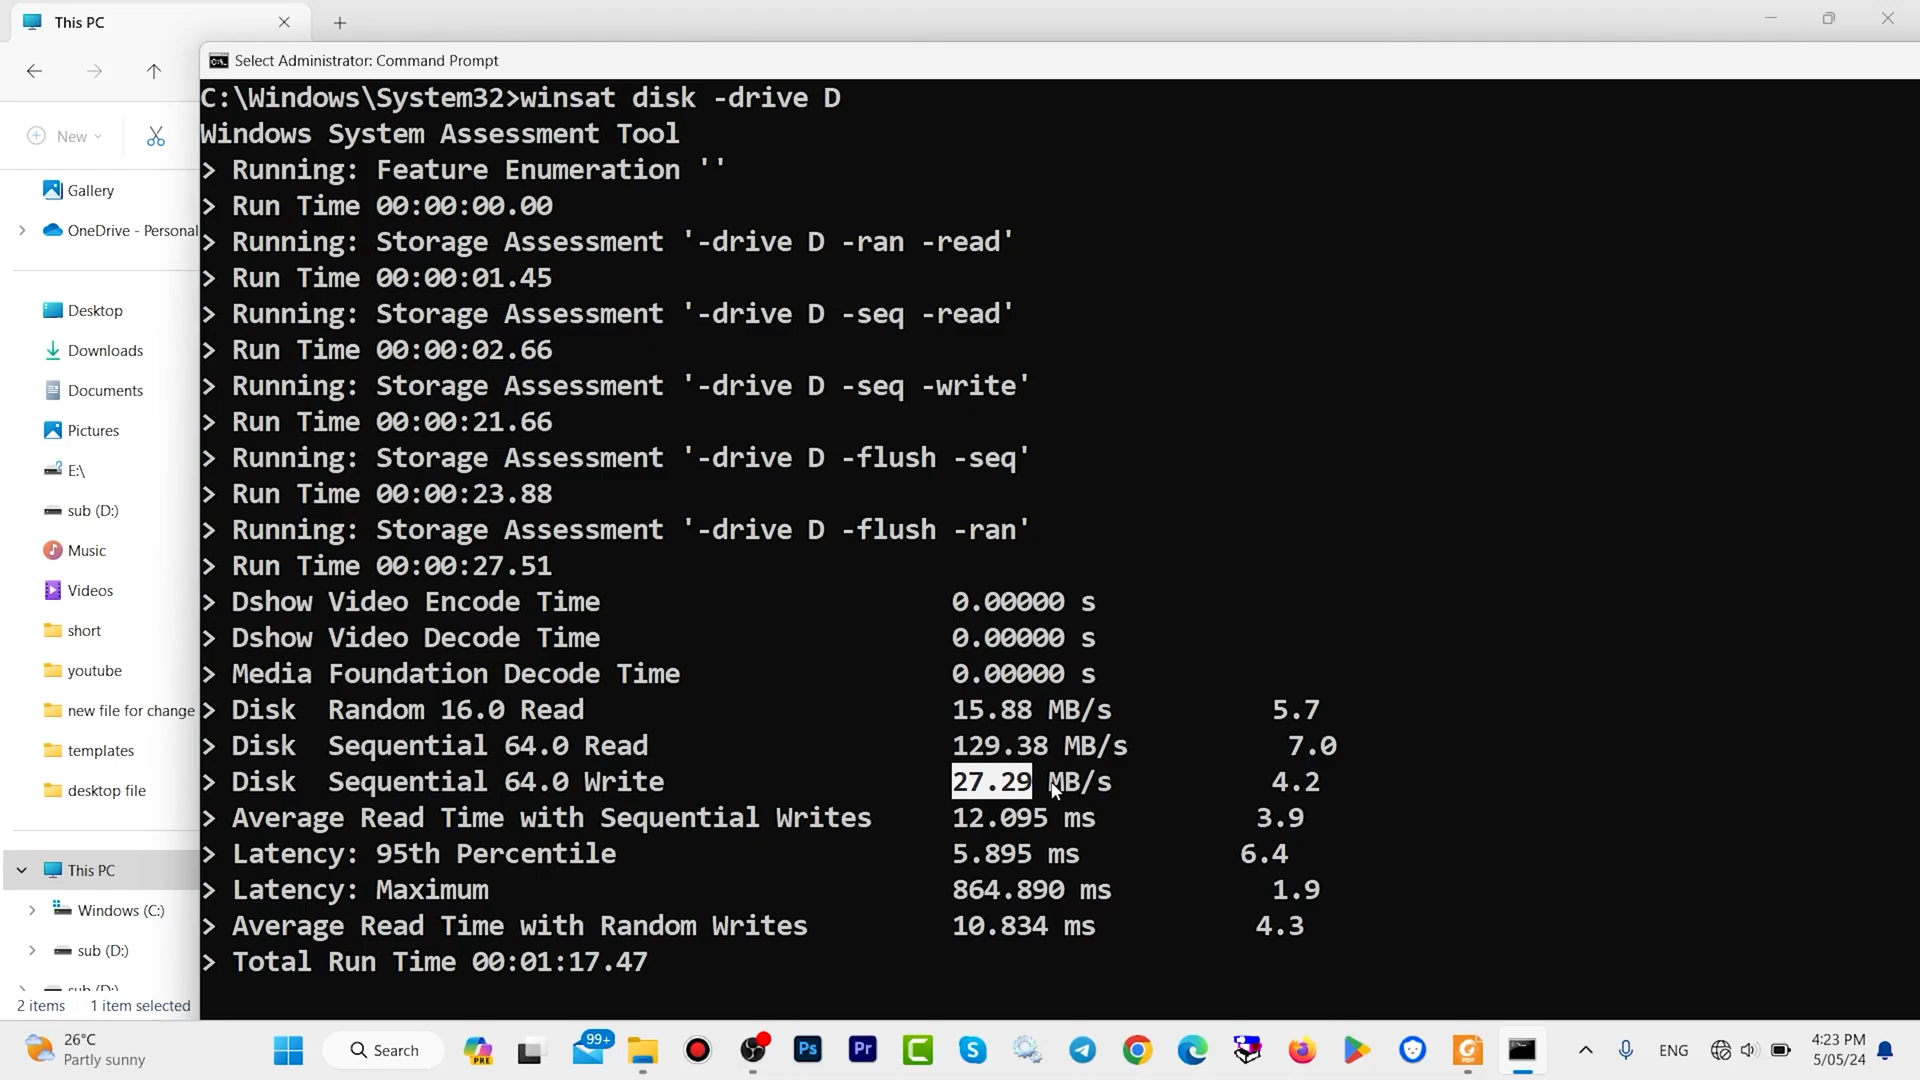 This PC
Select Administrator: Command Prompt
New
Gallery
OneDrive - Personal
Desktop
Downloads
Documents
Pictures
E:\
sub (D:)
Music
Videos
short
youtube
new file for change
templates
desktop file
This PC
Windows (C:)
sub (D:)
sub (D:)
2 items 1 item selected
C:\Windows\System32>winsat disk -drive D
Windows System Assessment Tool
> Running: Feature Enumeration ''
> Run Time 00:00:00.00
> Running: Storage Assessment '-drive D -ran -read'
> Run Time 00:00:01.45
> Running: Storage Assessment '-drive D -seq -read'
> Run Time 00:00:02.66
> Running: Storage Assessment '-drive D -seq -write'
> Run Time 00:00:21.66
> Running: Storage Assessment '-drive D -flush -seq'
> Run Time 00:00:23.88
> Running: Storage Assessment '-drive D -flush -ran'
> Run Time 00:00:27.51
> Dshow Video Encode Time 0.00000 s
> Dshow Video Decode Time 0.00000 s
> Media Foundation Decode Time 0.00000 s
> Disk Random 16.0 Read 15.88 MB/s 5.7
> Disk Sequential 64.0 Read 129.38 MB/s 7.0
> Disk Sequential 64.0 Write 27.29 MB/s 4.2
> Average Read Time with Sequential Writes 12.095 ms 3.9
> Latency: 95th Percentile 5.895 ms 6.4
> Latency: Maximum 864.890 ms 1.9
> Average Read Time with Random Writes 10.834 ms 4.3
> Total Run Time 00:01:17.47
26°C
Partly sunny
Search
PRE
99+
Ps
Pr
C
S
PDF
ENG
4:23 PM
5/05/24